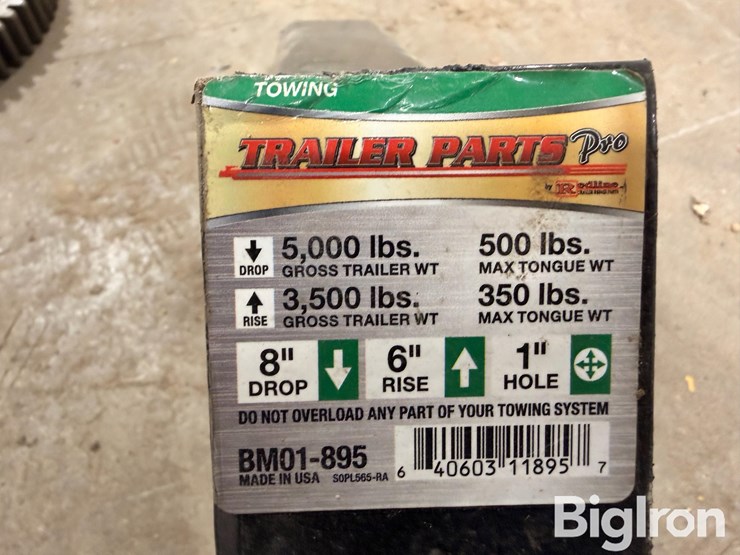 TOWING
TRAILER PARTS Pro
by Redline
DROP 5,000 lbs. 500 lbs.
GROSS TRAILER WT MAX TONGUE WT
RISE 3,500 lbs. 350 lbs.
GROSS TRAILER WT MAX TONGUE WT
8" 6" 1"
DROP RISE HOLE
DO NOT OVERLOAD ANY PART OF YOUR TOWING SYSTEM
BM01-895
MADE IN USA S0PL565-RA
6 40603 11895 7
BigIron